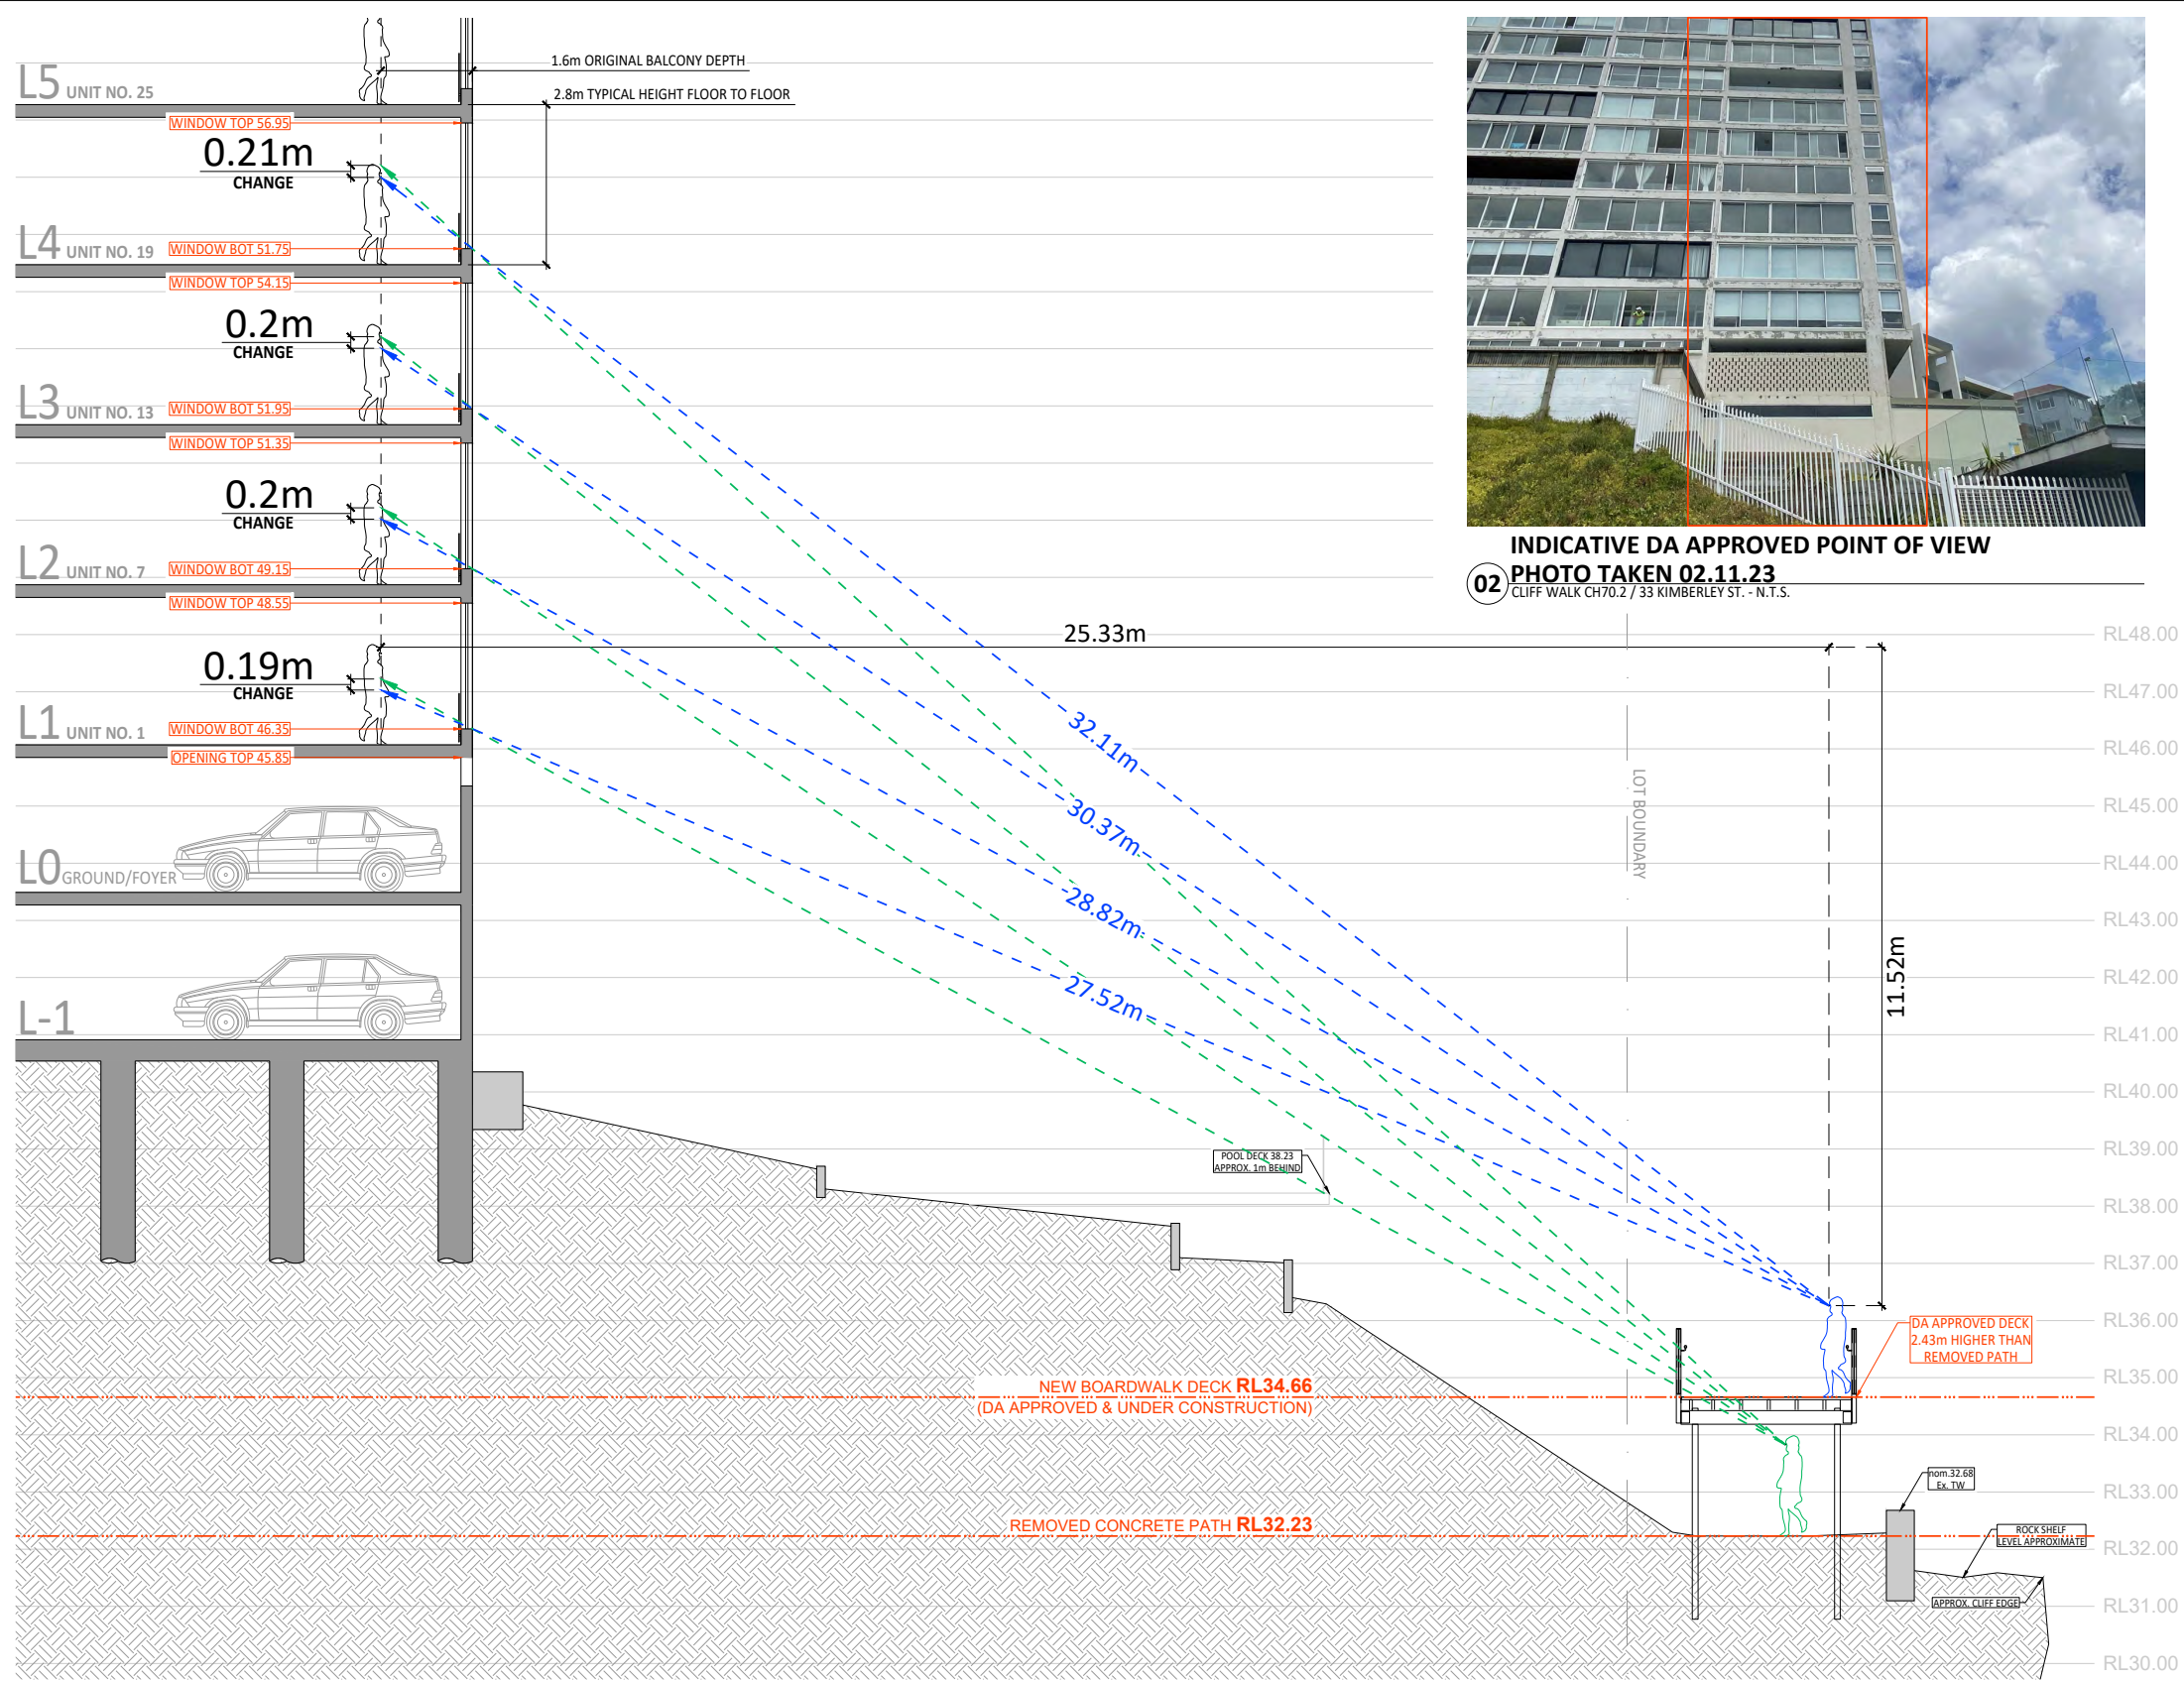 L5 UNIT NO. 25
1.6m ORIGINAL BALCONY DEPTH
2.8m TYPICAL HEIGHT FLOOR TO FLOOR
WINDOW TOP 56.95
0.21m
CHANGE
L4 UNIT NO. 19
WINDOW BOT 51.75
WINDOW TOP 54.15
0.2m
CHANGE
L3 UNIT NO. 13
WINDOW BOT 51.95
WINDOW TOP 51.35
0.2m
CHANGE
L2 UNIT NO. 7
WINDOW BOT 49.15
WINDOW TOP 48.55
0.19m
CHANGE
L1 UNIT NO. 1
WINDOW BOT 46.35
OPENING TOP 45.85
L0 GROUND/FOYER
L-1
INDICATIVE DA APPROVED POINT OF VIEW
PHOTO TAKEN 02.11.23
02
CLIFF WALK CH70.2 / 33 KIMBERLEY ST. - N.T.S.
25.33m
32.11m
30.37m
28.82m
27.52m
LOT BOUNDARY
11.52m
POOL DECK 38.23
APPROX. 1m BEHIND
DA APPROVED DECK
2.43m HIGHER THAN
REMOVED PATH
NEW BOARDWALK DECK RL34.66
(DA APPROVED & UNDER CONSTRUCTION)
REMOVED CONCRETE PATH RL32.23
nom.32.68
Ex. TW
ROCK SHELF
LEVEL APPROXIMATE
APPROX. CLIFF EDGE
RL48.00
RL47.00
RL46.00
RL45.00
RL44.00
RL43.00
RL42.00
RL41.00
RL40.00
RL39.00
RL38.00
RL37.00
RL36.00
RL35.00
RL34.00
RL33.00
RL32.00
RL31.00
RL30.00